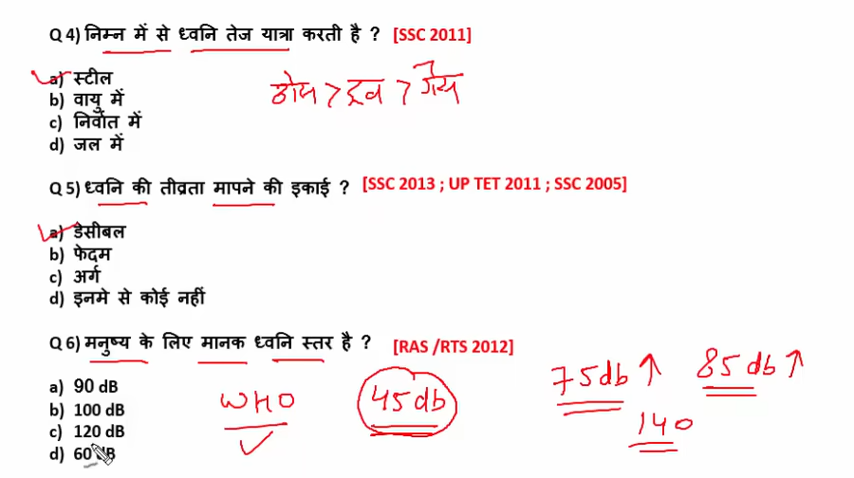 Q 4) निम्न में से ध्वनि तेज यात्रा करती है ? [SSC 2011]
a) स्टील
ठोस > द्रव > गैस
b) वायु में
c) निर्वात में
d) जल में
Q 5) ध्वनि की तीव्रता मापने की इकाई ? [SSC 2013 ; UP TET 2011 ; SSC 2005]
a) डेसीबल
b) फेदम
c) अर्ग
d) इनमे से कोई नहीं
Q 6) मनुष्य के लिए मानक ध्वनि स्तर है ? [RAS /RTS 2012]
75db ↑ 85db ↑
a) 90 dB
WHO 45db
b) 100 dB
140
c) 120 dB
d) 60 dB